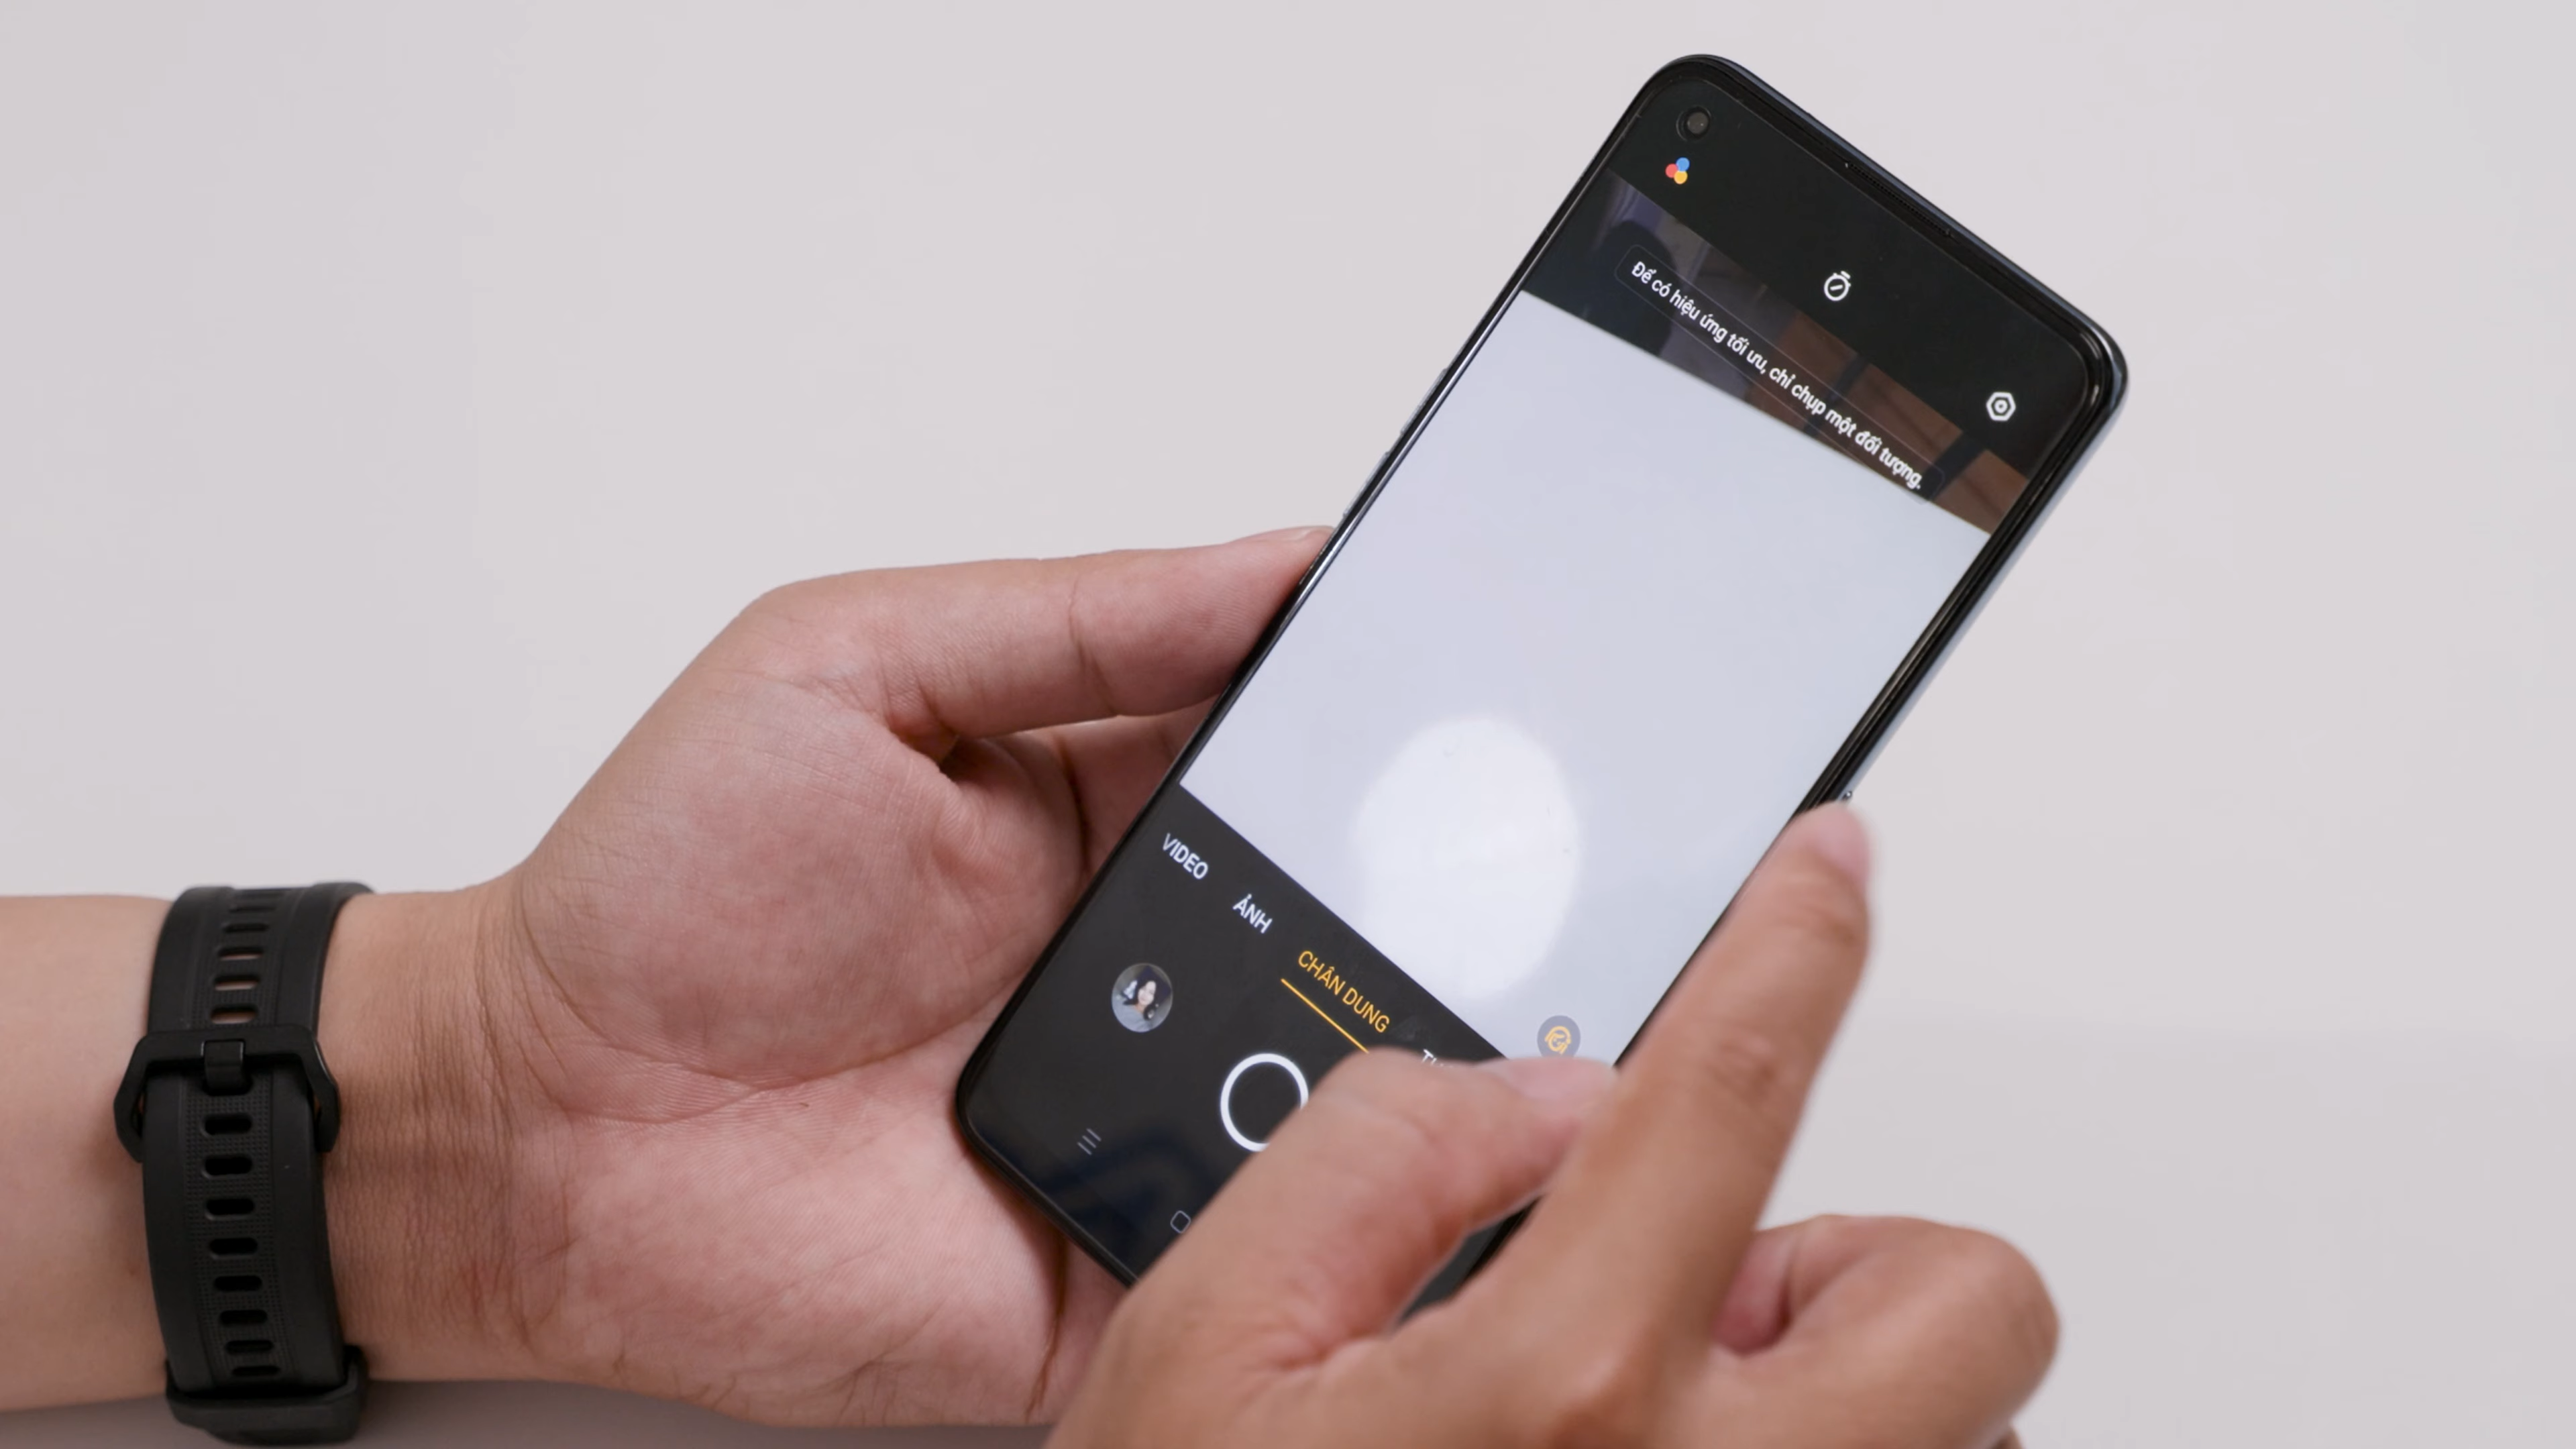 Để có hiệu ứng tối ưu, chỉ chụp một đối tượng.
VIDEO
ẢNH
CHÂN DUNG